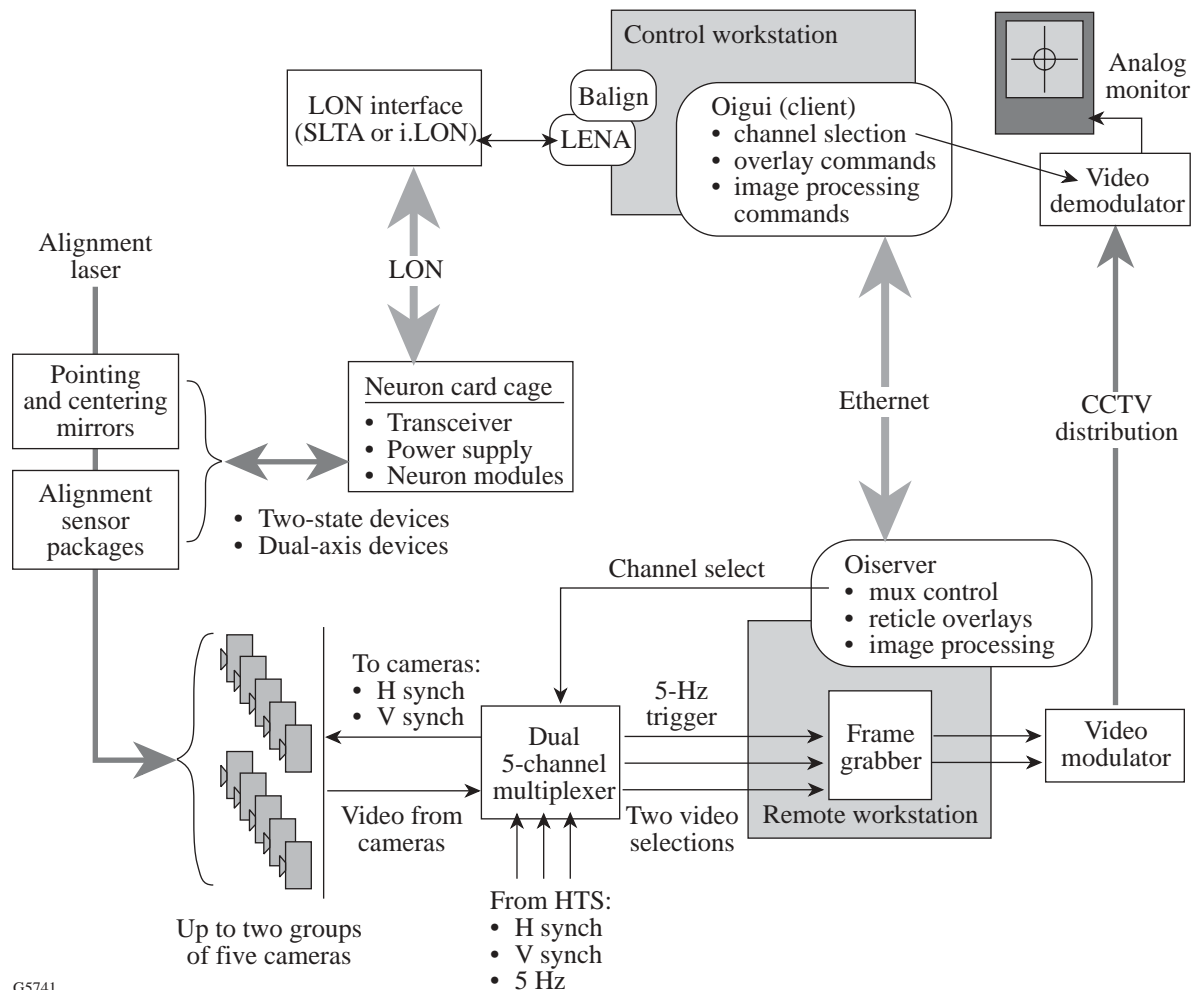 Control workstation
Analog
monitor
LON interface
(SLTA or i.LON)
Balign
LENA
Oigui (client)
• channel slection
• overlay commands
• image processing
commands
Video
demodulator
Alignment
laser
LON
Pointing
and centering
mirrors
Neuron card cage
• Transceiver
• Power supply
• Neuron modules
Ethernet
CCTV
distribution
Alignment
sensor
packages
• Two-state devices
• Dual-axis devices
Channel select
Oiserver
• mux control
• reticle overlays
• image processing
To cameras:
• H synch
• V synch
5-Hz
trigger
Dual
5-channel
multiplexer
Frame
grabber
Video
modulator
Video from
cameras
Two video
selections
Remote workstation
From HTS:
• H synch
• V synch
• 5 Hz
Up to two groups
of five cameras
G5741